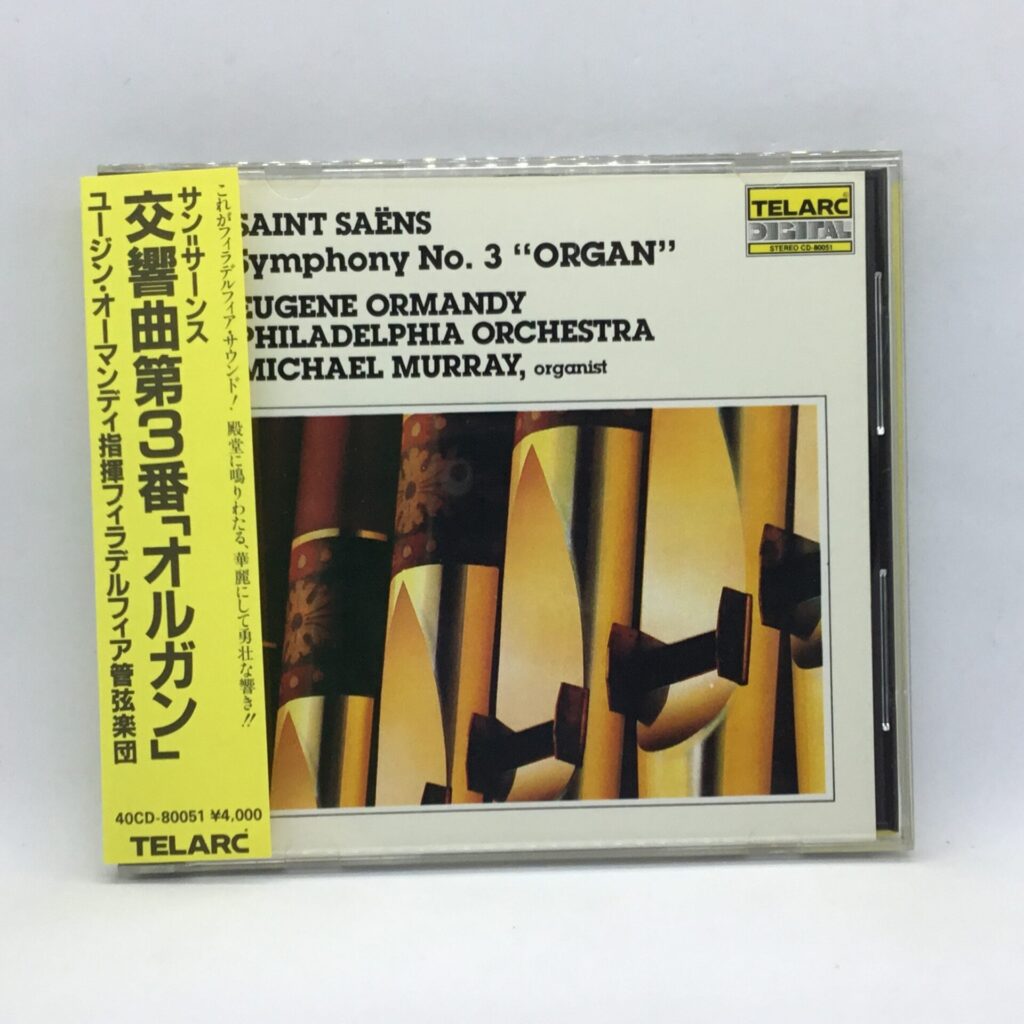 これがフィラデルフィア・サウンド! 殿堂に鳴りわたる、華麗にして勇壮な響き!!
サン=サーンス
交響曲第3番「オルガン」
ユージン・オーマンディ指揮フィラデルフィア管弦楽団
40CD-80051 ¥4,000
TELARC
SAINT SAËNS
Symphony No. 3 “ORGAN”
EUGENE ORMANDY
PHILADELPHIA ORCHESTRA
MICHAEL MURRAY, organist
TELARC®
DIGITAL
STEREO CD-80051